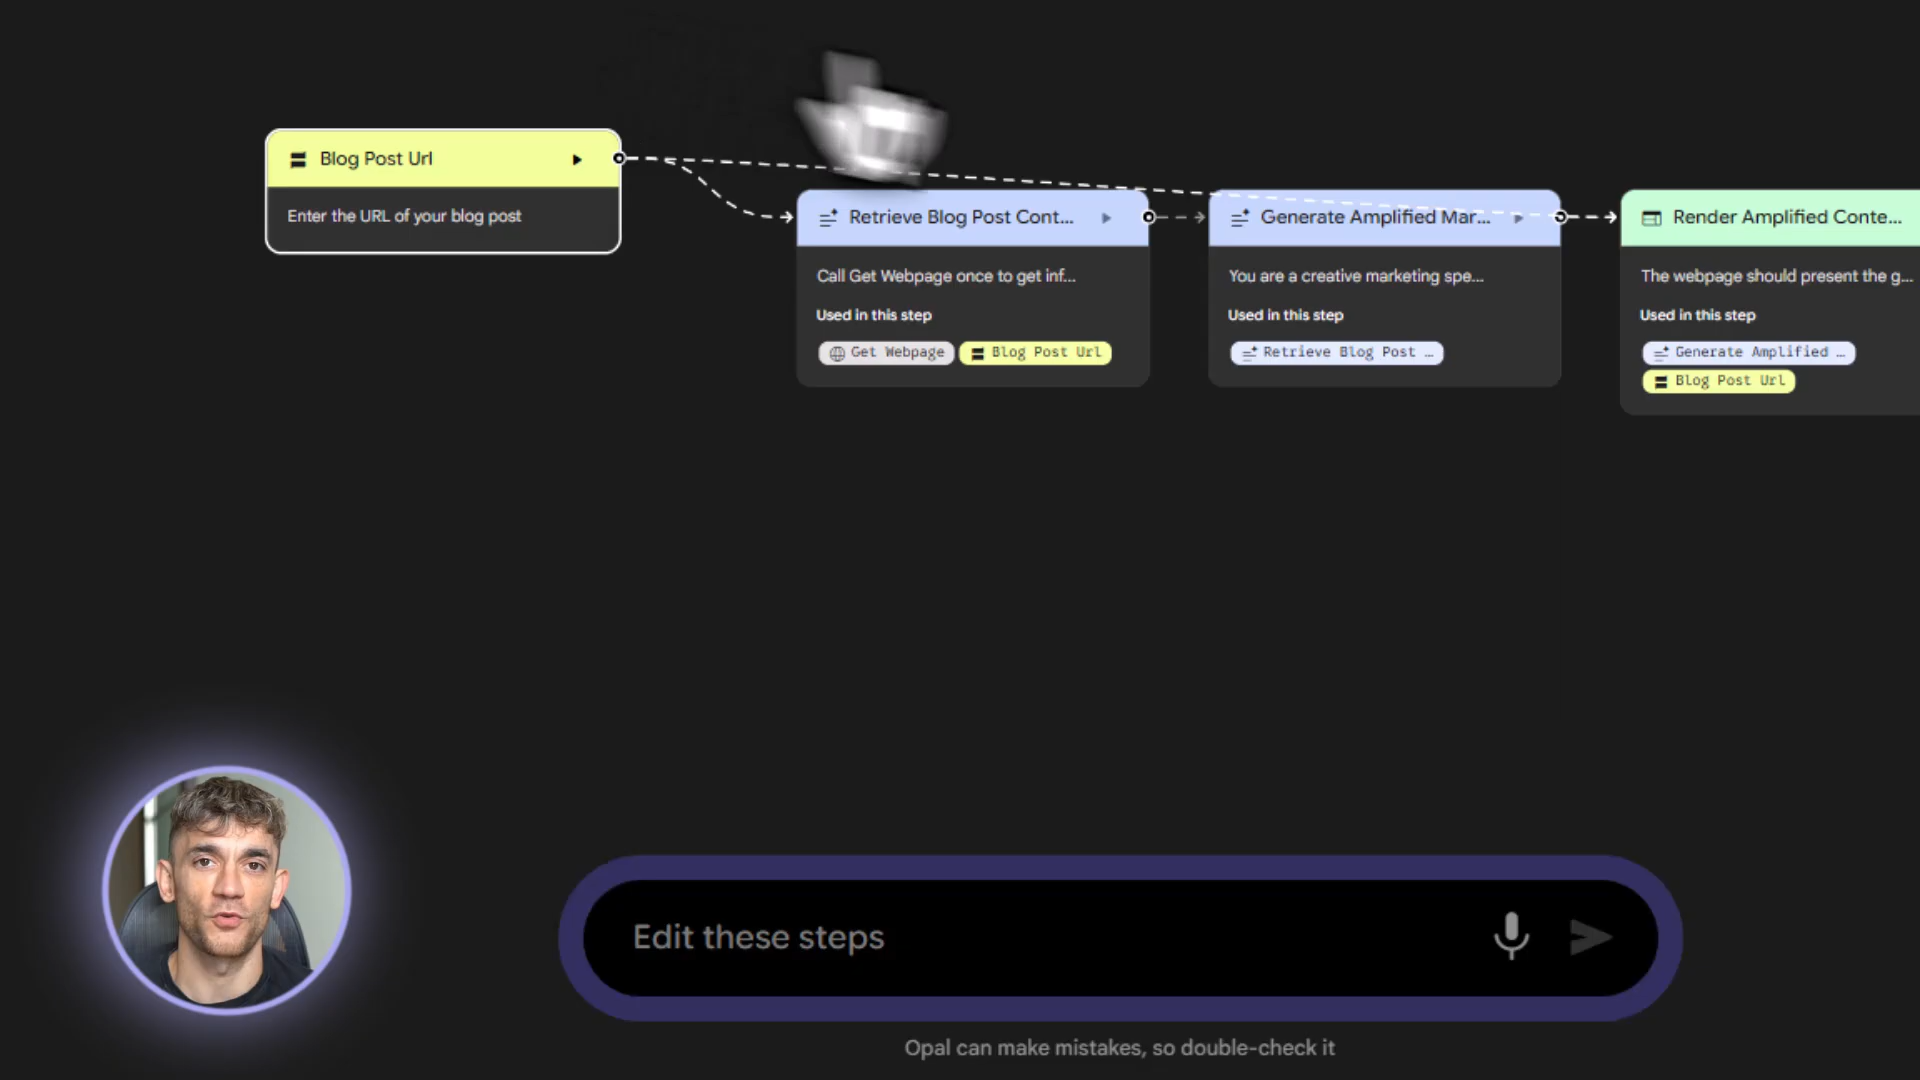 Blog Post Url
Enter the URL of your blog post
Retrieve Blog Post Cont...
Call Get Webpage once to get inf...
Used in this step
Get Webpage
Blog Post Url
Generate Amplified Mar...
You are a creative marketing spe...
Used in this step
Retrieve Blog Post ...
Render Amplified Conte...
The webpage should present the g...
Used in this step
Generate Amplified ...
Blog Post Url
Edit these steps
Opal can make mistakes, so double-check it